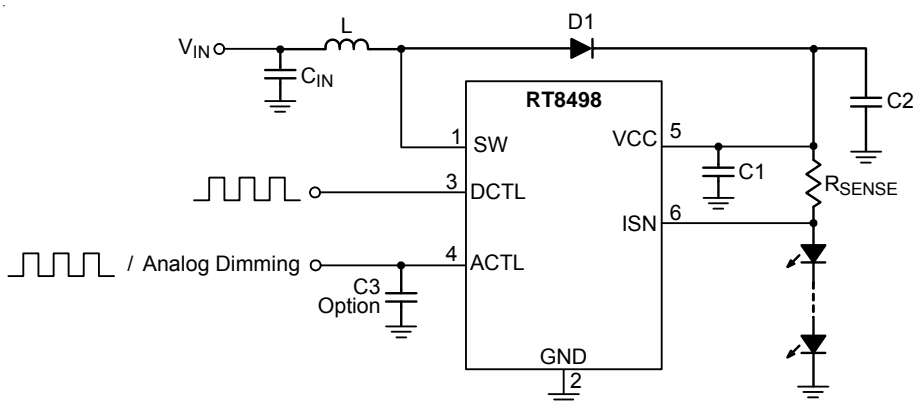 L
D1
VIN
CIN
C2
RT8498
1
SW
VCC
5
C1
RSENSE
3
DCTL
ISN
6
/ Analog Dimming
4
ACTL
C3
Option
GND
2